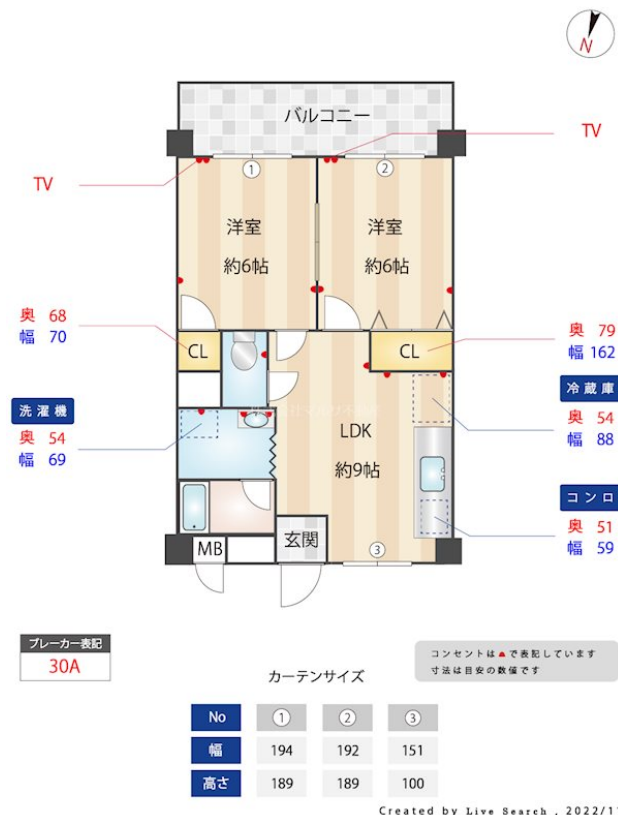 N
バルコニー
TV
TV
①
②
洋室
約6帖
洋室
約6帖
奥 68
幅 70
CL
CL
奥 79
幅 162
洗濯機
奥 54
幅 69
冷蔵庫
奥 54
幅 88
LDK
約9帖
コンロ
奥 51
幅 59
MB
玄関
③
ブレーカー表記
30A
コンセントは で表記しています
寸法は目安の数値です
カーテンサイズ
No ① ② ③
幅 194 192 151
高さ 189 189 100
Created by Live Search , 2022/1